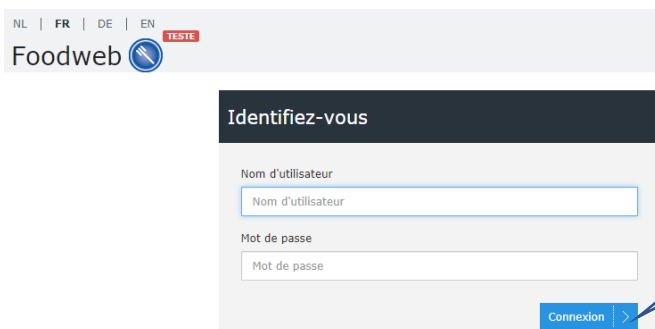 NL | FR | DE | EN
TESTE
Foodweb
Identifiez-vous
Nom d'utilisateur
Nom d'utilisateur
Mot de passe
Mot de passe
Connexion